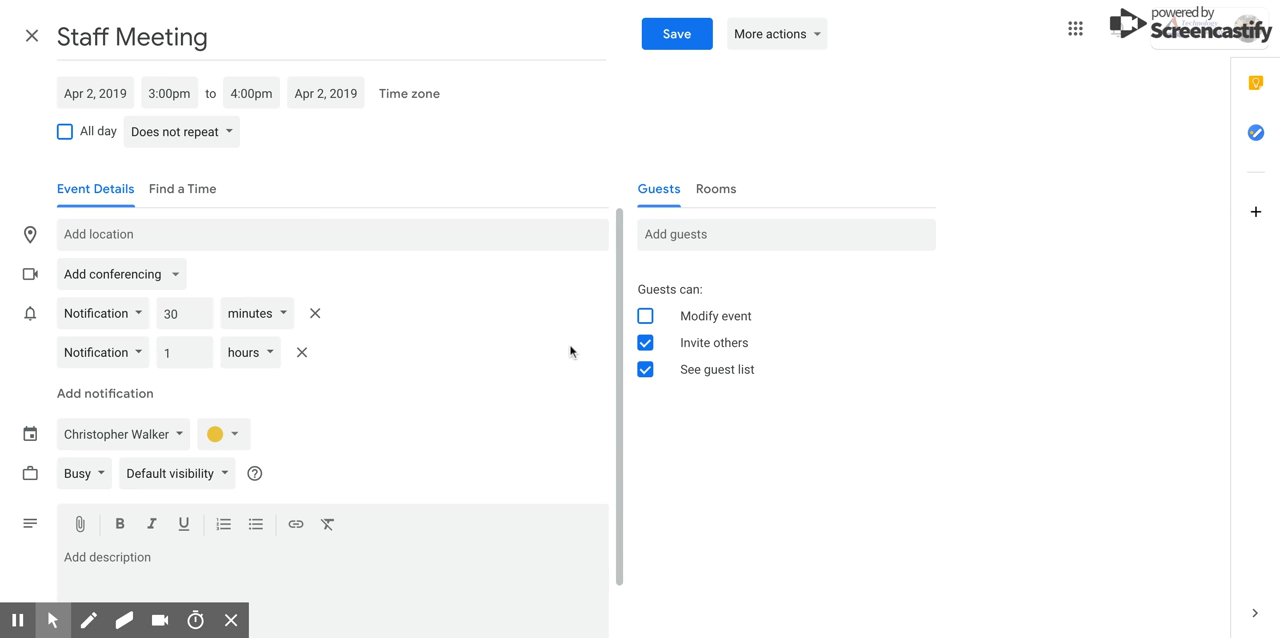 Staff Meeting
Save
More actions
powered by
Screencastify
Technology
Apr 2, 2019 3:00pm to 4:00pm Apr 2, 2019 Time zone
All day Does not repeat
Event Details Find a Time
Guests Rooms
Add location
Add guests
Add conferencing
Guests can:
Notification 30 minutes
Modify event
Invite others
Notification 1 hours
See guest list
Add notification
Christopher Walker
Busy Default visibility
B I U
Add description